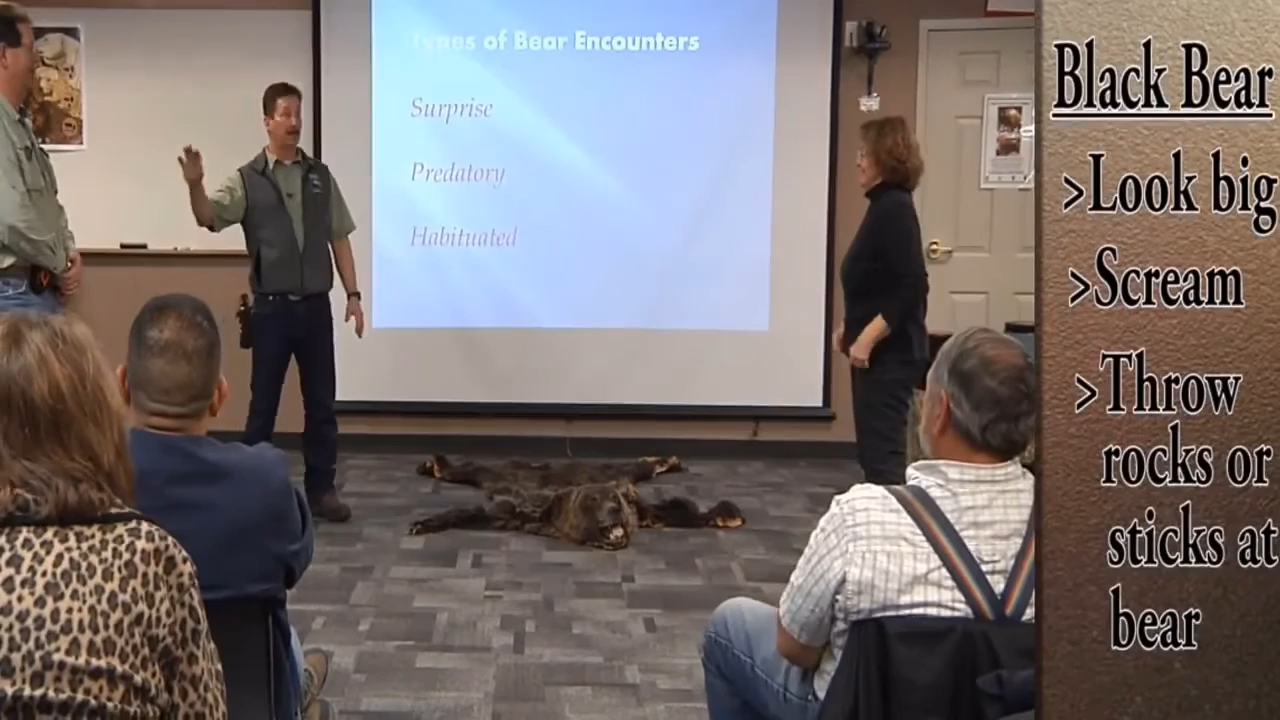 Types of Bear Encounters
Surprise
Predatory
Habituated
Black Bear
>Look big
>Scream
>Throw
rocks or
sticks at
bear